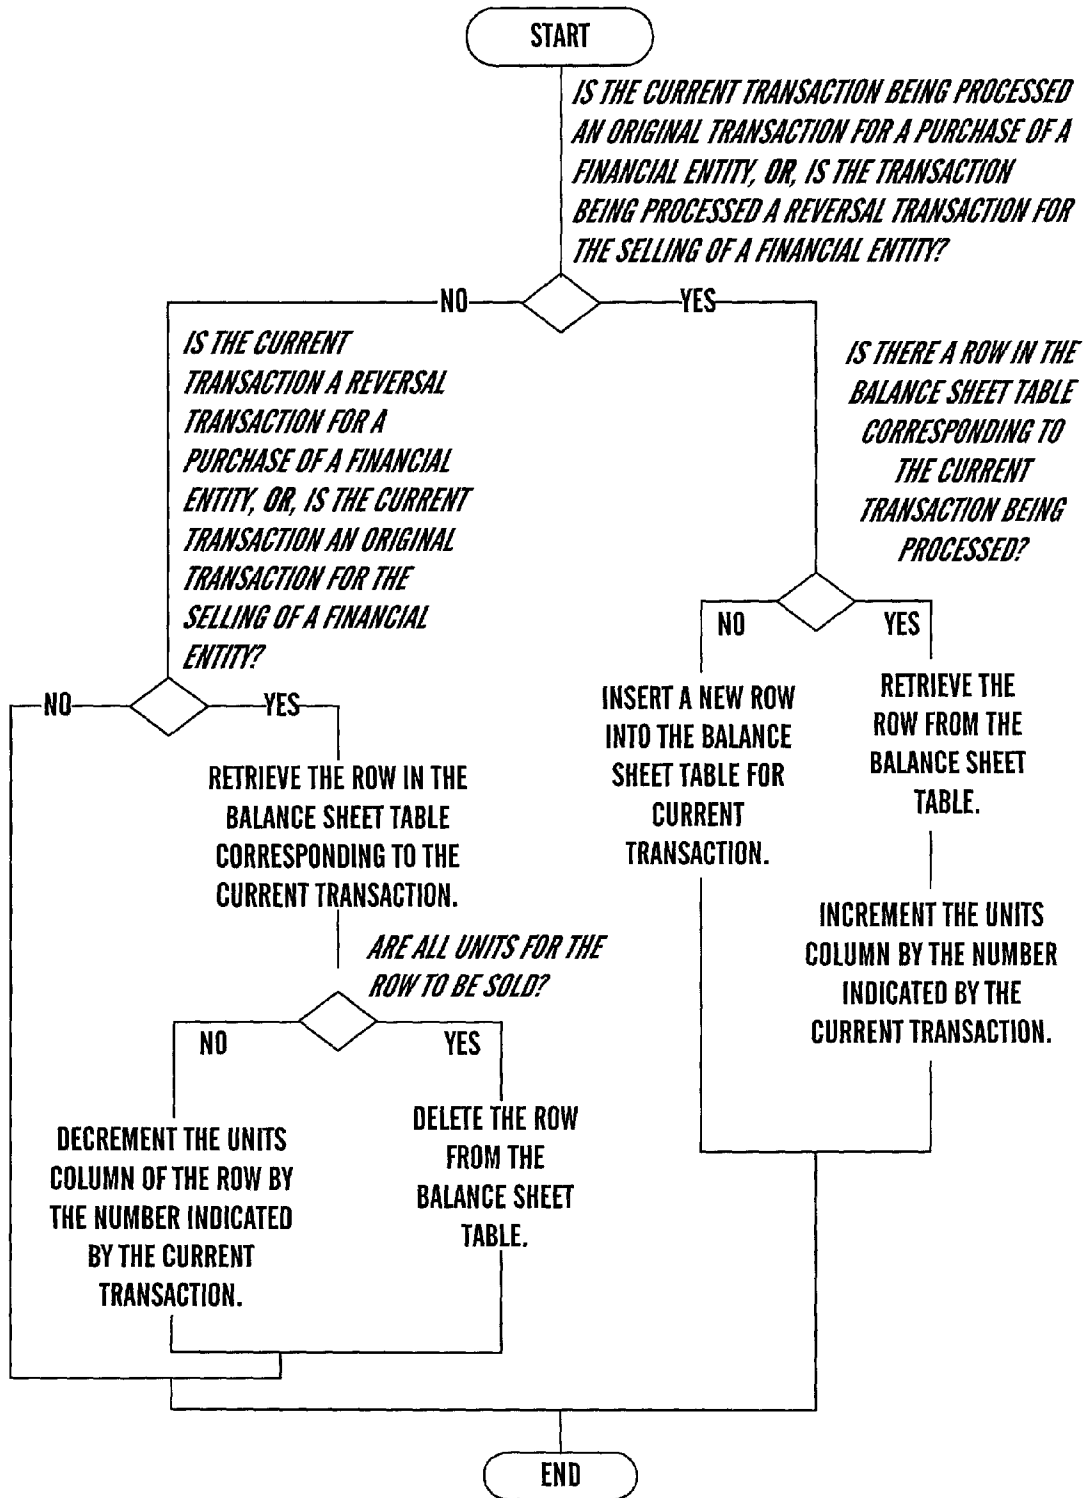 START
IS THE CURRENT TRANSACTION BEING PROCESSED
AN ORIGINAL TRANSACTION FOR A PURCHASE OF A
FINANCIAL ENTITY, OR, IS THE TRANSACTION
BEING PROCESSED A REVERSAL TRANSACTION FOR
THE SELLING OF A FINANCIAL ENTITY?
NO
YES
IS THE CURRENT
TRANSACTION A REVERSAL
TRANSACTION FOR A
PURCHASE OF A FINANCIAL
ENTITY, OR, IS THE CURRENT
TRANSACTION AN ORIGINAL
TRANSACTION FOR THE
SELLING OF A FINANCIAL
ENTITY?
IS THERE A ROW IN THE
BALANCE SHEET TABLE
CORRESPONDING TO
THE CURRENT
TRANSACTION BEING
PROCESSED?
NO
YES
INSERT A NEW ROW
INTO THE BALANCE
SHEET TABLE FOR
CURRENT
TRANSACTION.
RETRIEVE THE
ROW FROM THE
BALANCE SHEET
TABLE.
INCREMENT THE UNITS
COLUMN BY THE NUMBER
INDICATED BY THE
CURRENT TRANSACTION.
NO
YES
RETRIEVE THE ROW IN THE
BALANCE SHEET TABLE
CORRESPONDING TO THE
CURRENT TRANSACTION.
ARE ALL UNITS FOR THE
ROW TO BE SOLD?
NO
YES
DECREMENT THE UNITS
COLUMN OF THE ROW BY
THE NUMBER INDICATED
BY THE CURRENT
TRANSACTION.
DELETE THE ROW
FROM THE
BALANCE SHEET
TABLE.
END